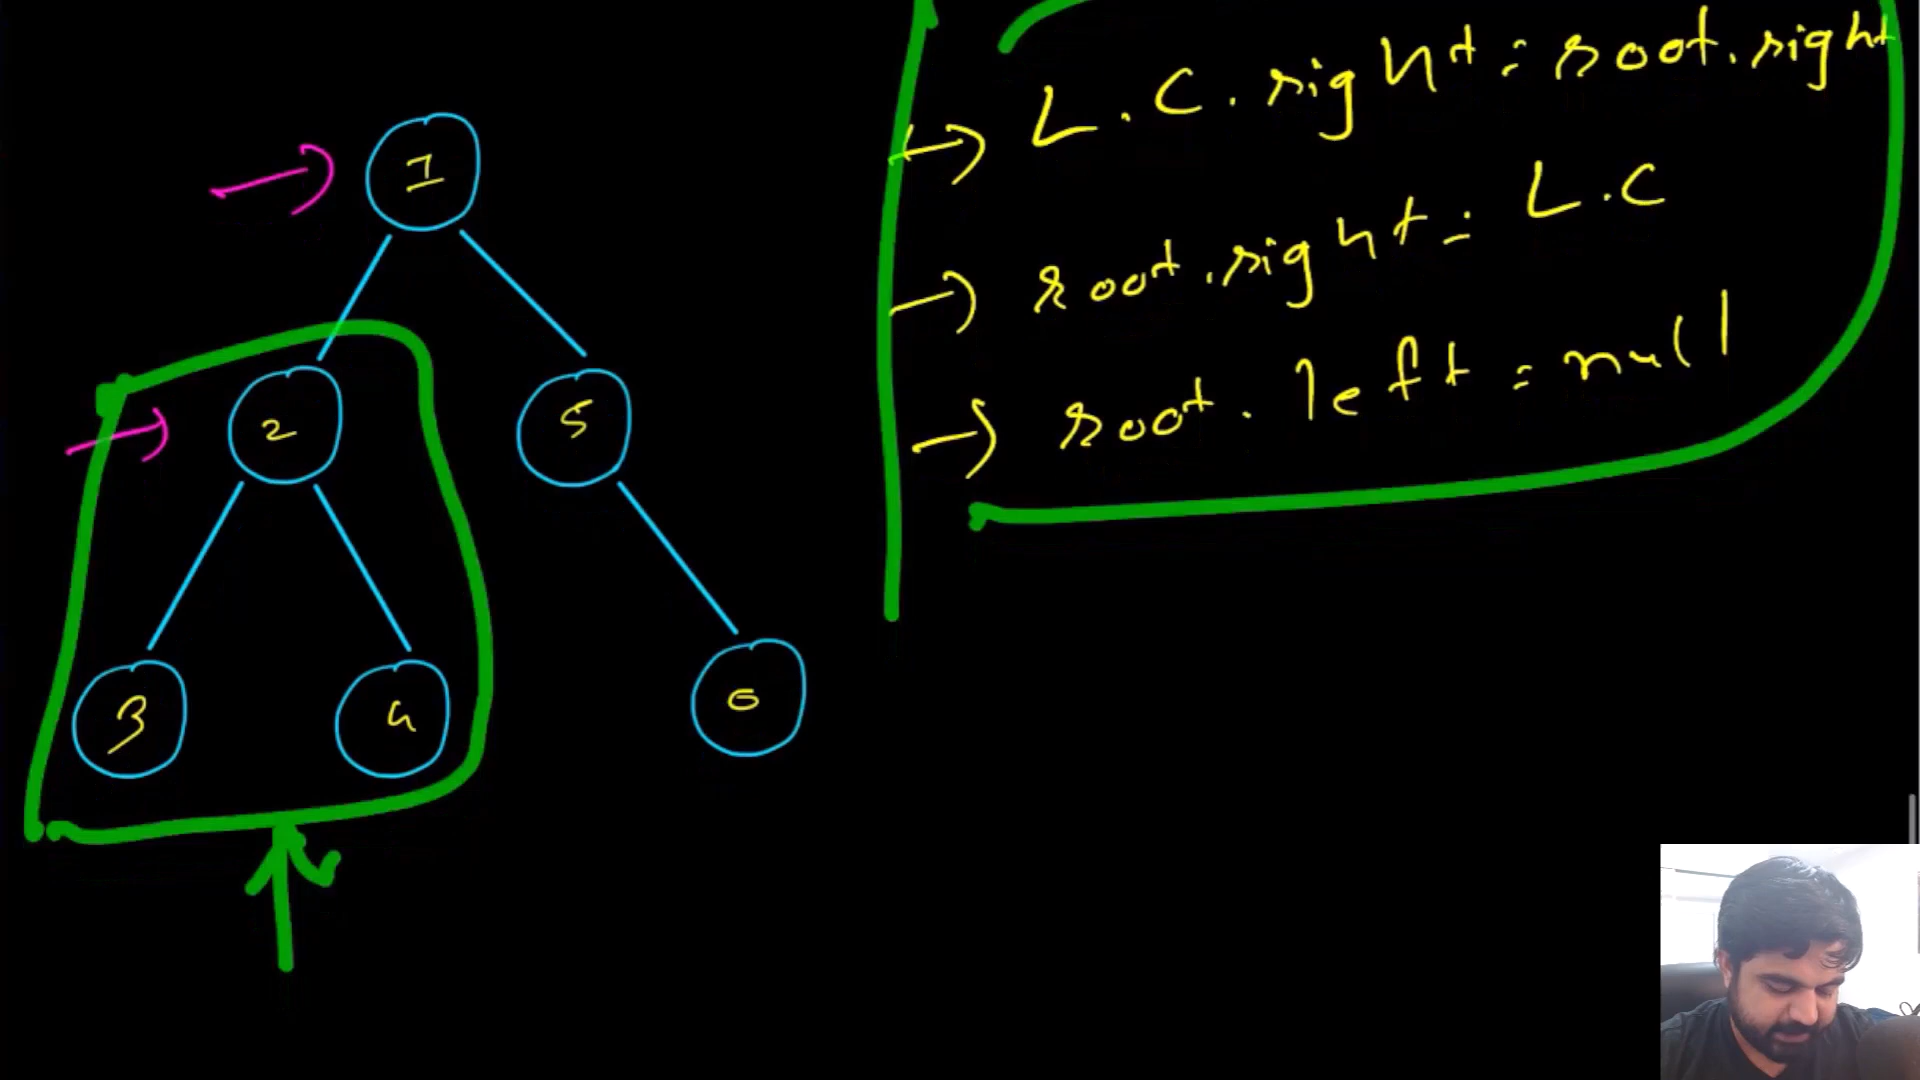 L.C.right = root.right
root.right = L.C
root.left = null
1
2
5
3
4
6